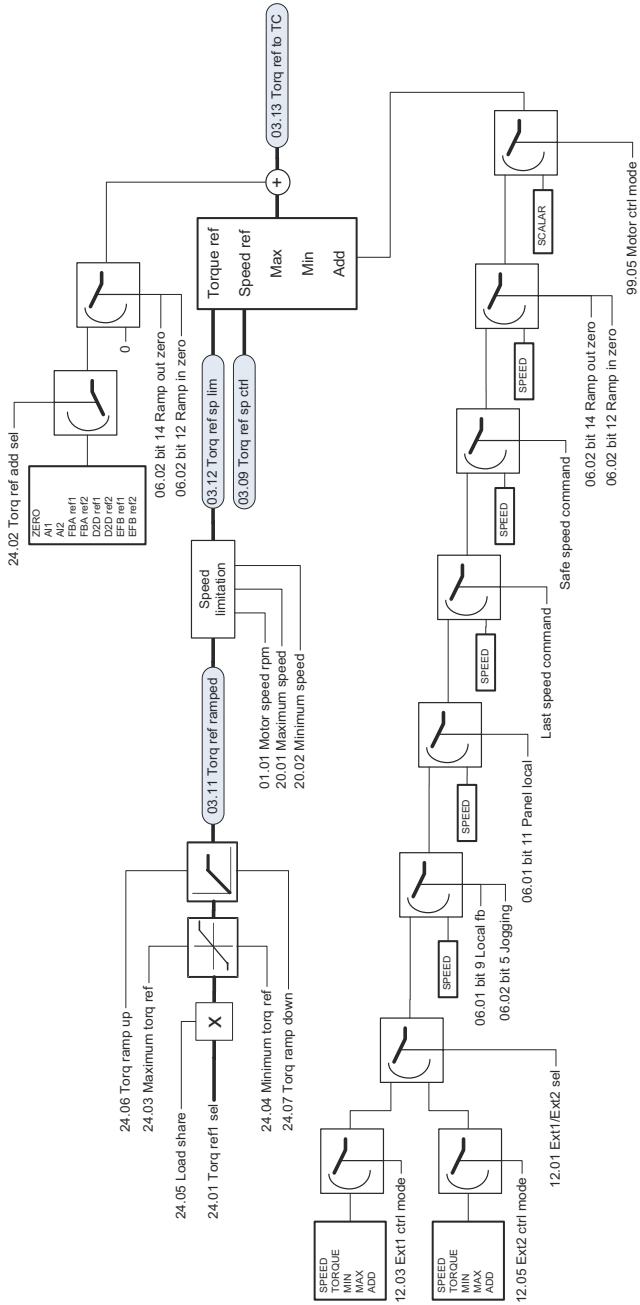 24.02 Torq ref add sel
ZERO
AI1
AI2
FBA ref1
FBA ref2
D2D ref1
D2D ref2
EFB ref1
EFB ref2
0
06.02 bit 14 Ramp out zero
06.02 bit 12 Ramp in zero
24.06 Torq ramp up
24.03 Maximum torq ref
24.05 Load share
24.01 Torq ref1 sel
X
24.04 Minimum torq ref
24.07 Torq ramp down
03.11 Torq ref ramped
Speed
limitation
01.01 Motor speed rpm
20.01 Maximum speed
20.02 Minimum speed
03.12 Torq ref sp lim
03.09 Torq ref sp ctrl
Torque ref
Speed ref
Max
Min
Add
+
03.13 Torq ref to TC
SPEED
TORQUE
MIN
MAX
ADD
12.03 Ext1 ctrl mode
SPEED
TORQUE
MIN
MAX
ADD
12.05 Ext2 ctrl mode
12.01 Ext1/Ext2 sel
SPEED
06.01 bit 9 Local fb
06.02 bit 5 Jogging
SPEED
06.01 bit 11 Panel local
SPEED
Last speed command
SPEED
Safe speed command
SPEED
06.02 bit 14 Ramp out zero
06.02 bit 12 Ramp in zero
SCALAR
99.05 Motor ctrl mode